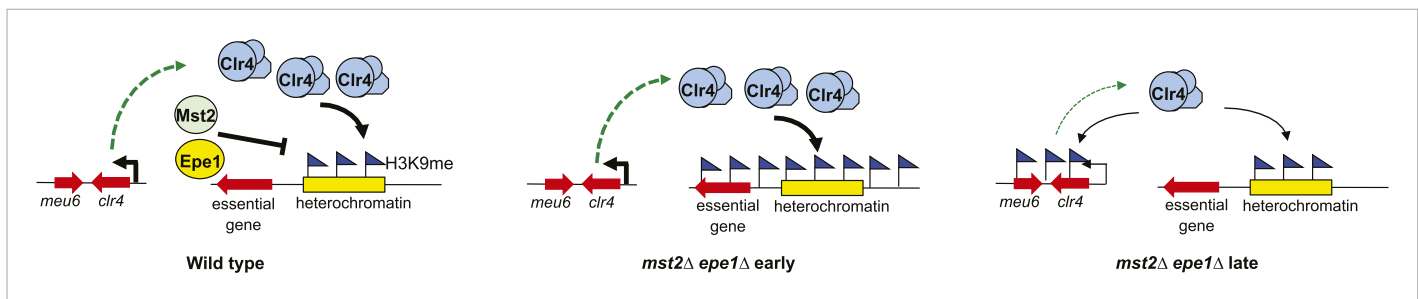 Clr4
Clr4
Clr4
Mst2
Epe1
H3K9me
meu6
clr4
essential
gene
heterochromatin
Wild type
Clr4
Clr4
Clr4
meu6
clr4
essential
gene
heterochromatin
mst2Δ epe1Δ early
Clr4
meu6
clr4
essential
gene
heterochromatin
mst2Δ epe1Δ late